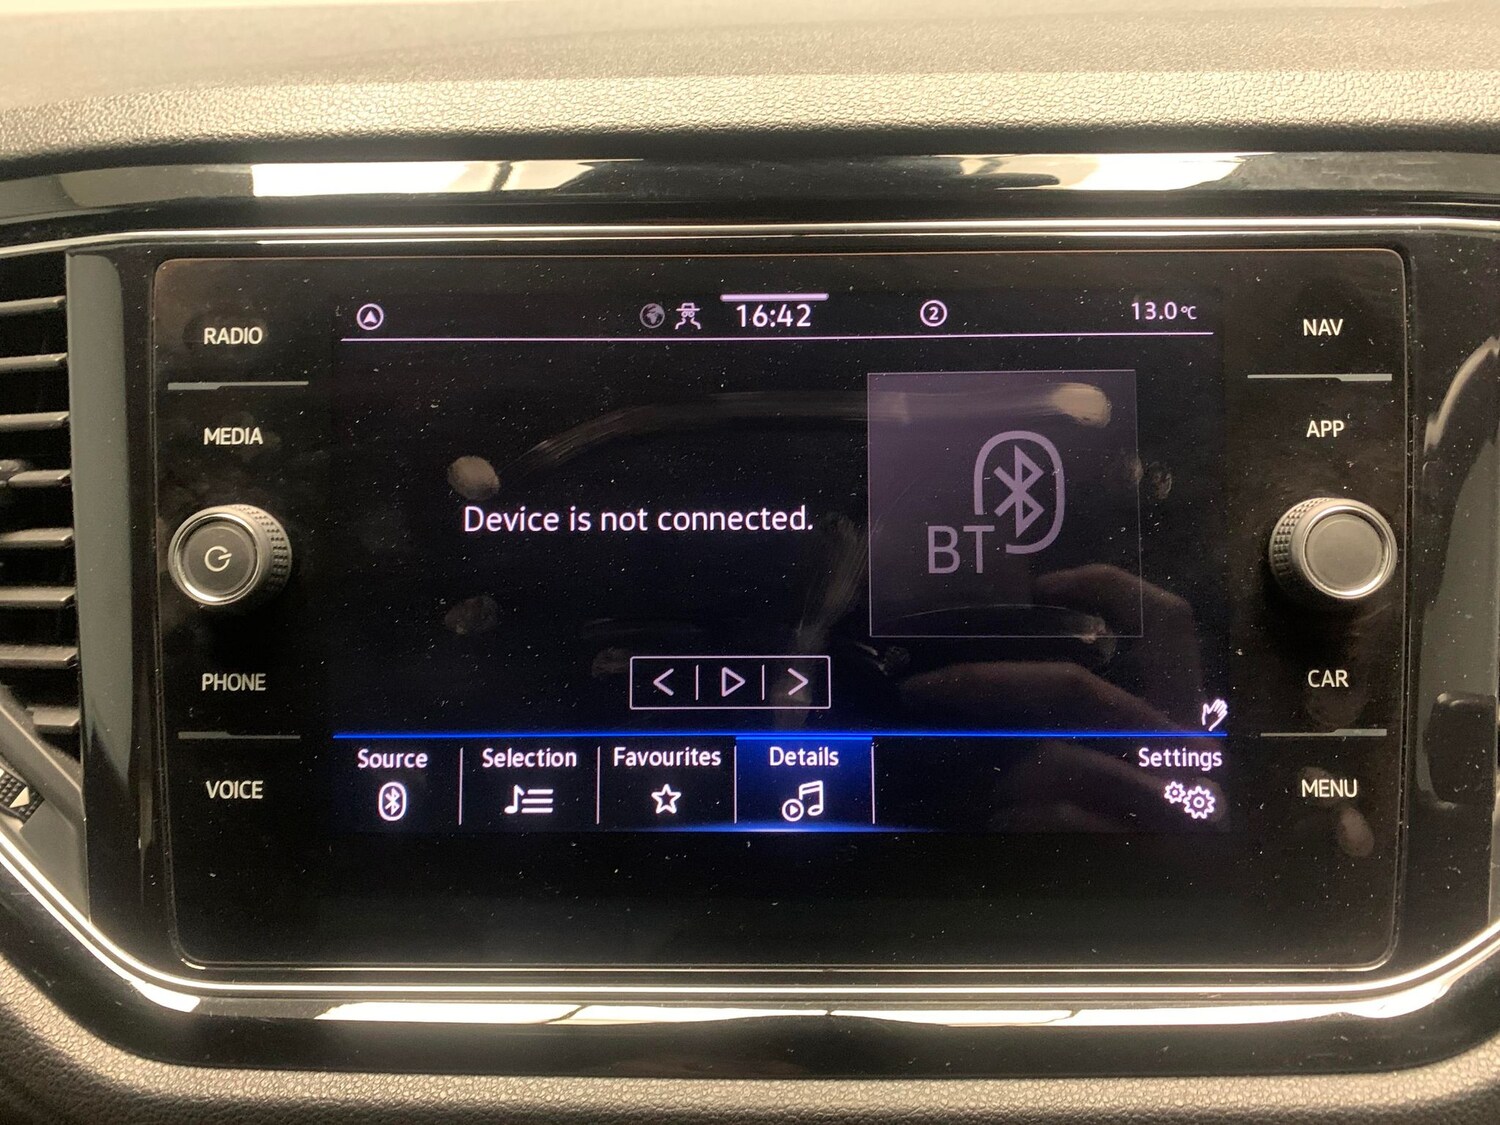 RADIO
MEDIA
PHONE
VOICE
16:42
2
13.0°C
Device is not connected.
BT
Source
Selection
Favourites
Details
Settings
NAV
APP
CAR
MENU